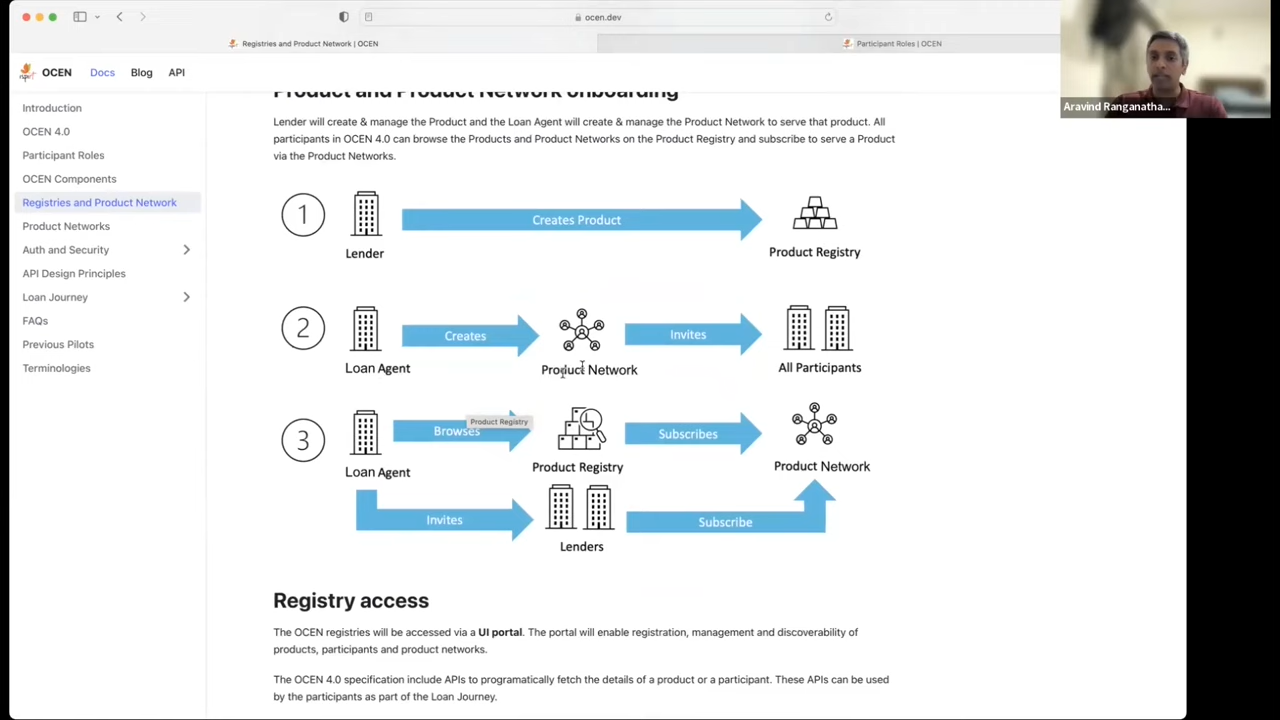 ocen.dev
Registries and Product Network | OCEN
Participant Roles | OCEN
OCEN
Docs
Blog
API
Aravind Ranganatha...
Introduction
OCEN 4.0
Participant Roles
OCEN Components
Registries and Product Network
Product Networks
Auth and Security
API Design Principles
Loan Journey
FAQs
Previous Pilots
Terminologies
Product and Product Network Onboarding
Lender will create & manage the Product and the Loan Agent will create & manage the Product Network to serve that product. All
participants in OCEN 4.0 can browse the Products and Product Networks on the Product Registry and subscribe to serve a Product
via the Product Networks.
1
Creates Product
Lender
Product Registry
2
Creates
Invites
Loan Agent
Product Network
All Participants
3
Product Registry
Browses
Subscribes
Loan Agent
Product Registry
Product Network
Invites
Subscribe
Lenders
Registry access
The OCEN registries will be accessed via a UI portal. The portal will enable registration, management and discoverability of
products, participants and product networks.
The OCEN 4.0 specification include APIs to programatically fetch the details of a product or a participant. These APIs can be used
by the participants as part of the Loan Journey.